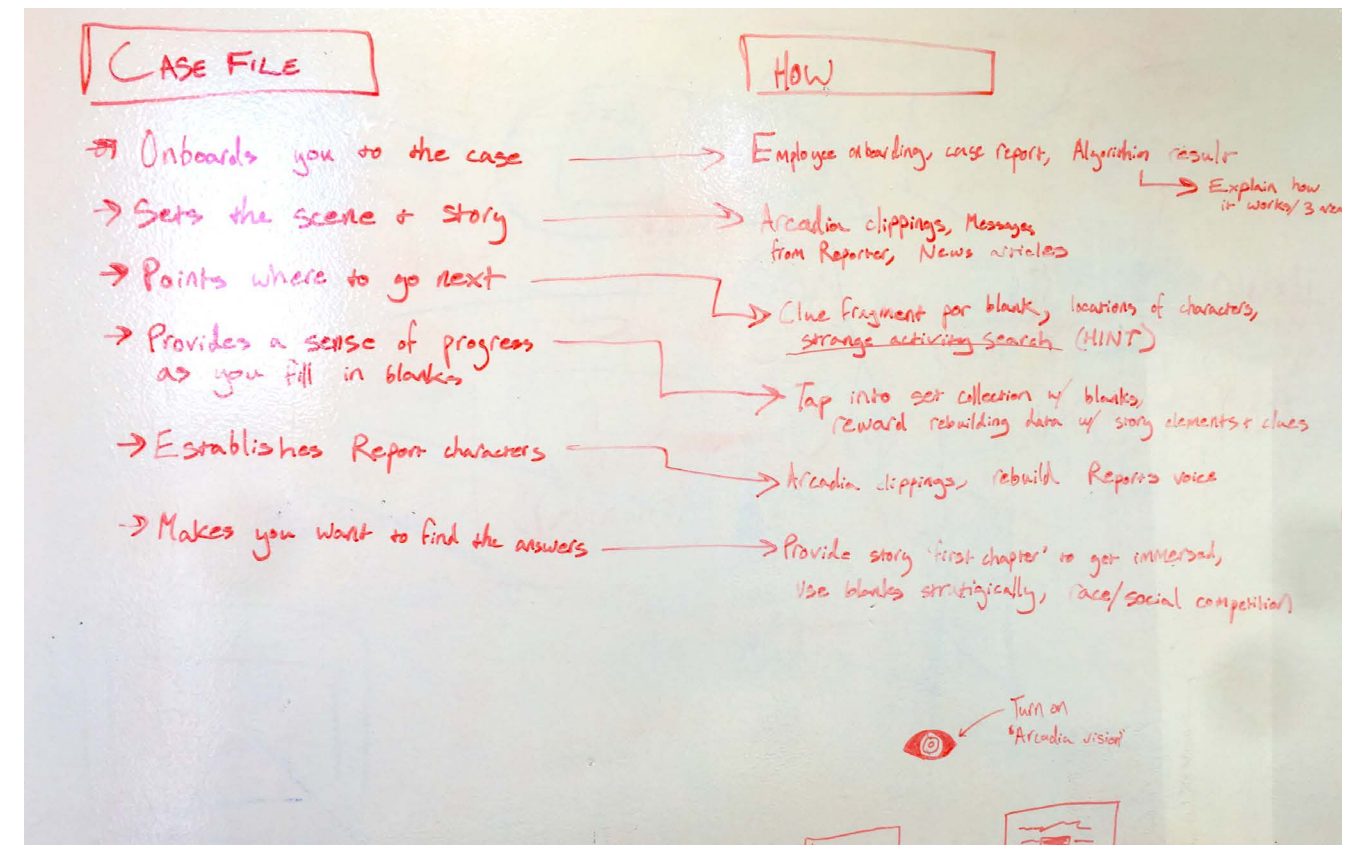 CASE FILE
HOW
Onboards you to the case
Employee onboarding, case report, Algorithim result
Explain how
it works/ 3
Sets the scene + story
Arcadia clippings, Messages
from Reporter, News articles
Points where to go next
Clue fragment per blank, locations of characters,
strange activity search (HINT)
Provides a sense of progress
as you fill in blanks
Tap into set collection w/ blanks,
reward rebuilding data w/ story elements + clues
Establishes Report characters
Arcadia clippings, rebuild Reports voice
Makes you want to find the answers
Provide story 'first chapter' to get immersed,
use blanks stratigically, race/social competition
Turn on
"Arcadia vision"